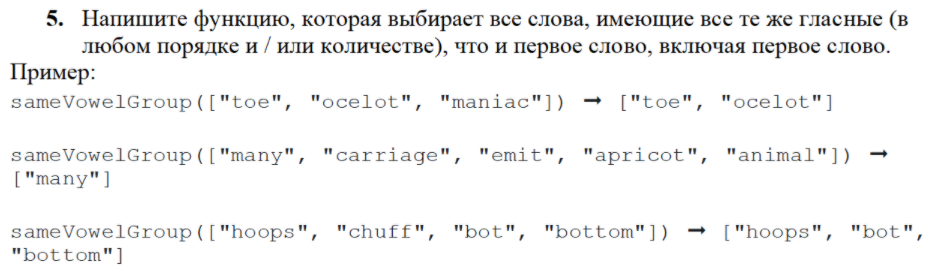 5. Напишите функцию, которая выбирает все слова, имеющие все те же гласные (в
любом порядке и / или количестве), что и первое слово, включая первое слово.
Пример:
sameVowelGroup(["toe", "ocelot", "maniac"]) ➞ ["toe", "ocelot"]
sameVowelGroup(["many", "carriage", "emit", "apricot", "animal"]) ➞
["many"]
sameVowelGroup(["hoops", "chuff", "bot", "bottom"]) ➞ ["hoops", "bot",
"bottom"]